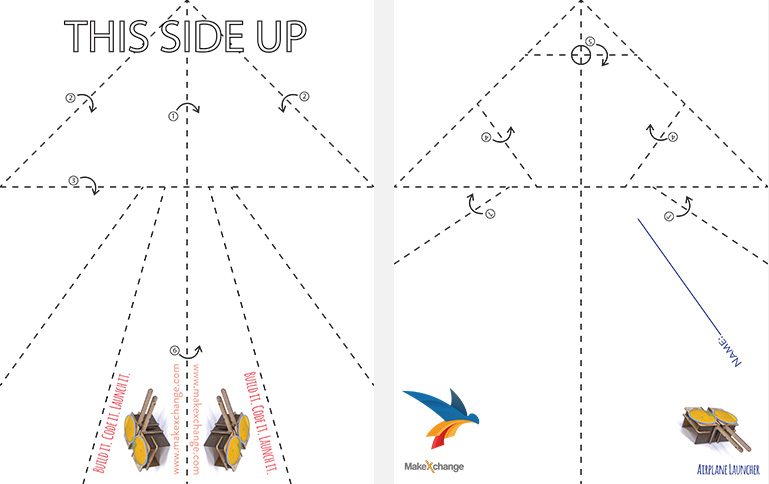 THIS SIDE UP
2
2
1
3
6
BUILD IT. CODE IT. LAUNCH IT.
www.makexchange.com
www.makexchange.com
BUILD IT. CODE IT. LAUNCH IT.
5
4
4
7
7
NAME:
MakeXchange
AIRPLANE LAUNCHER